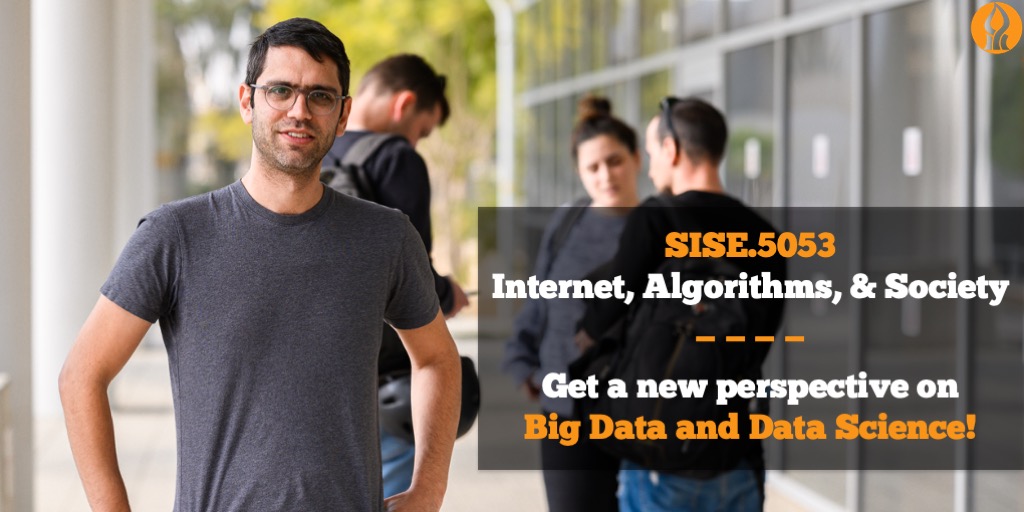 SISE.5053
Internet, Algorithms, & Society
Get a new perspective on
Big Data and Data Science!